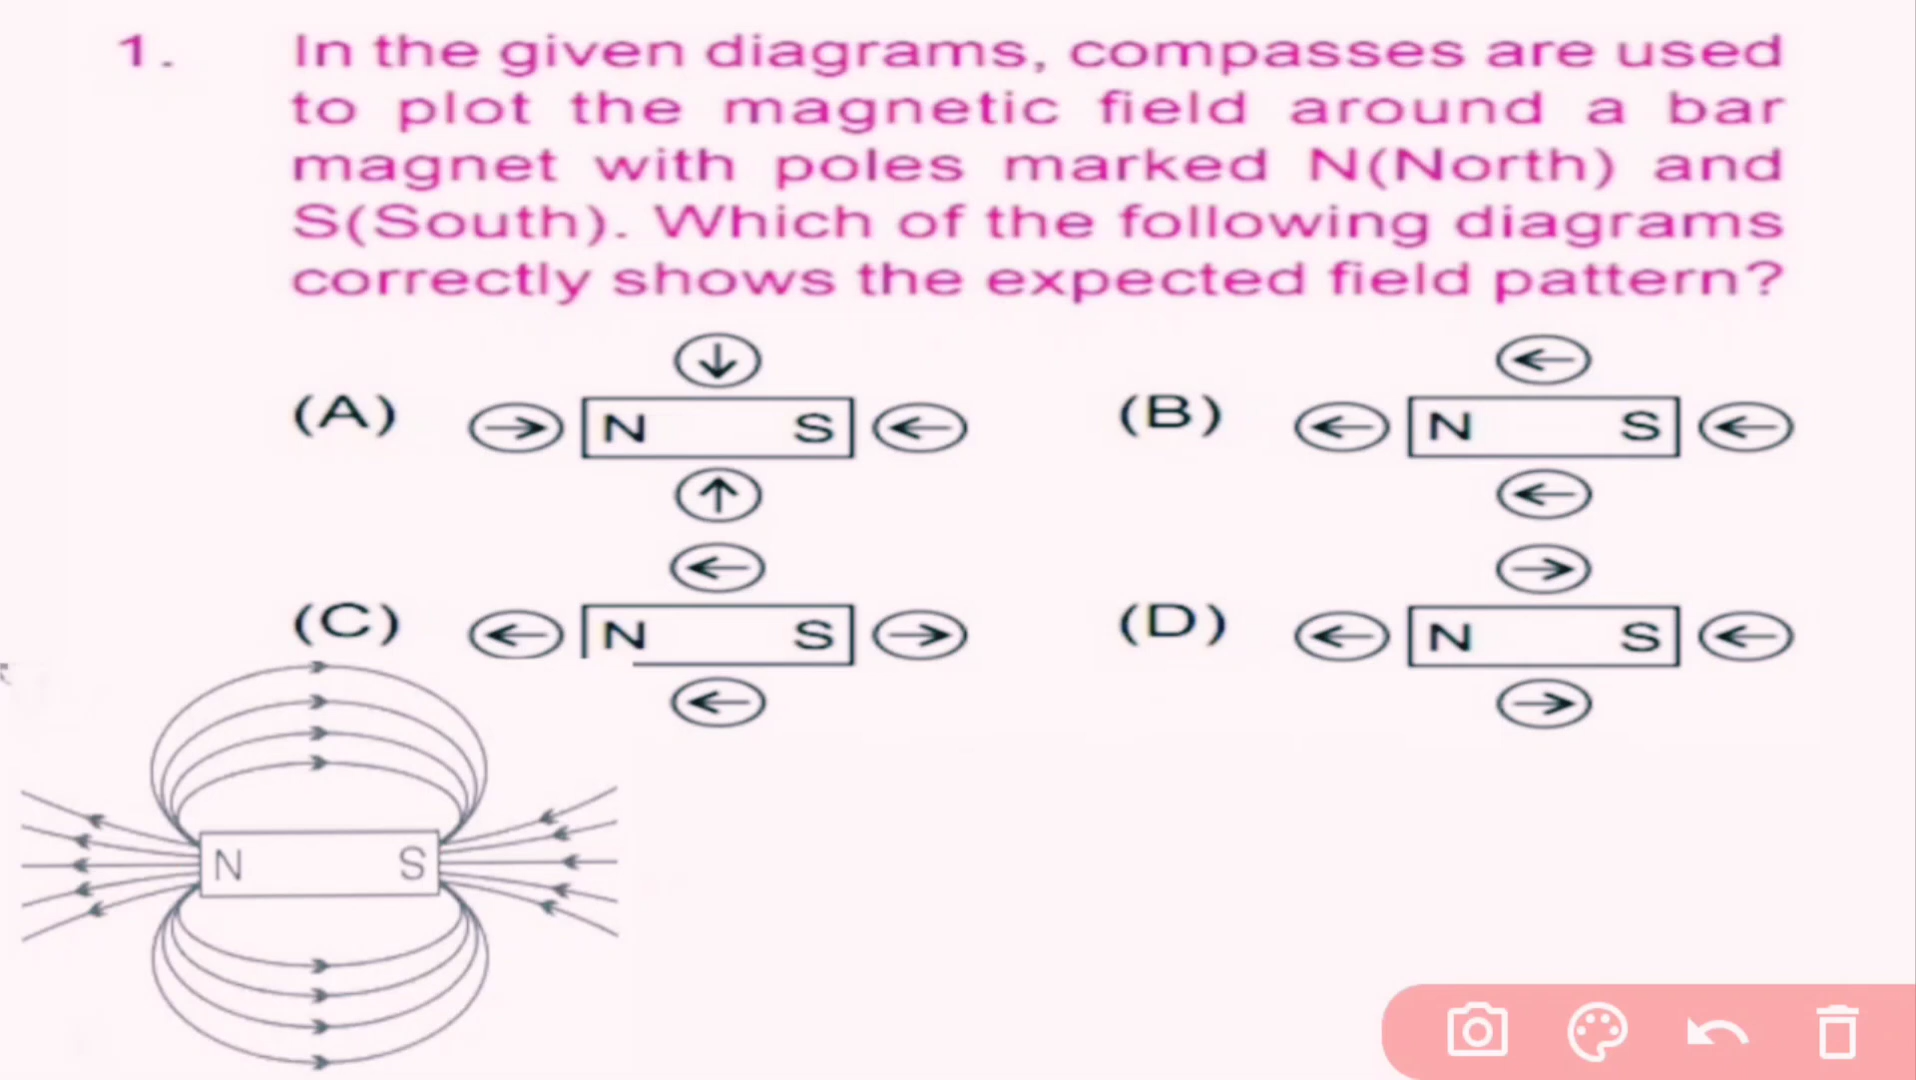 1. In the given diagrams, compasses are used
to plot the magnetic field around a bar
magnet with poles marked N(North) and
S(South). Which of the following diagrams
correctly shows the expected field pattern?
(A) N S
(B) N S
(C) N S
(D) N S
N S